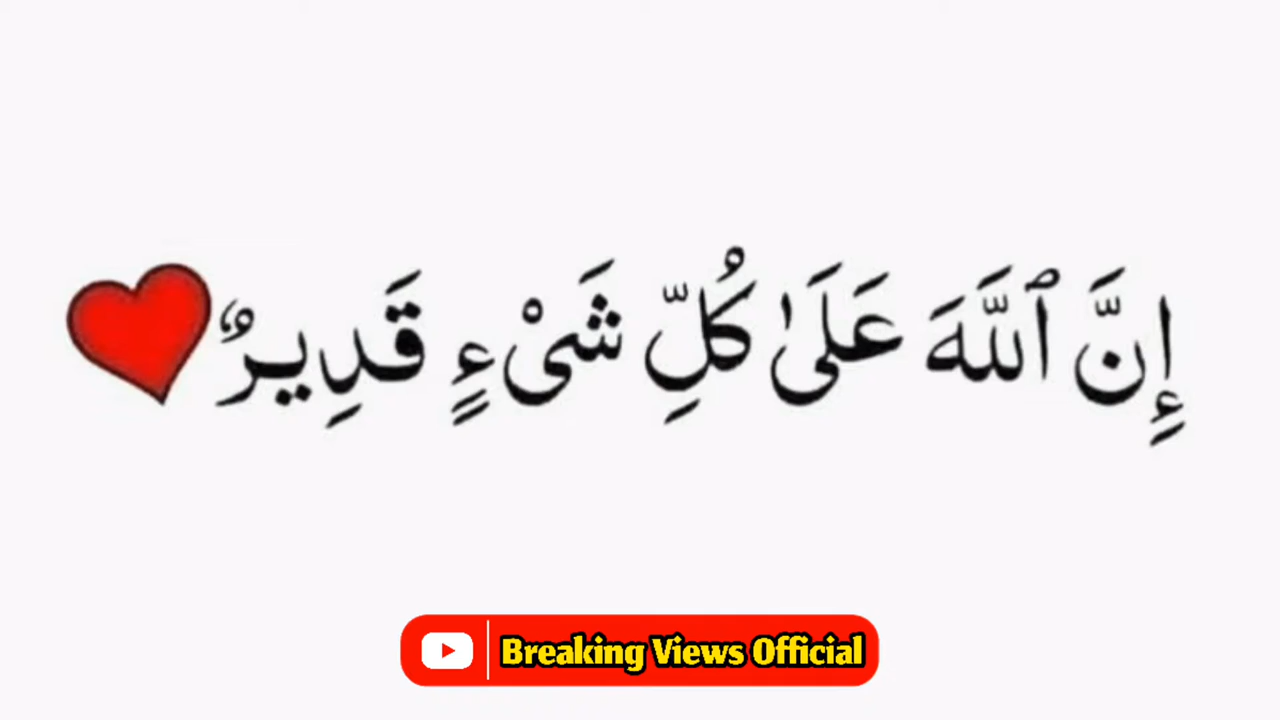 إِنَّ ٱللَّهَ عَلَىٰ كُلِّ شَىْءٍ قَدِيرٌ
Breaking Views Official